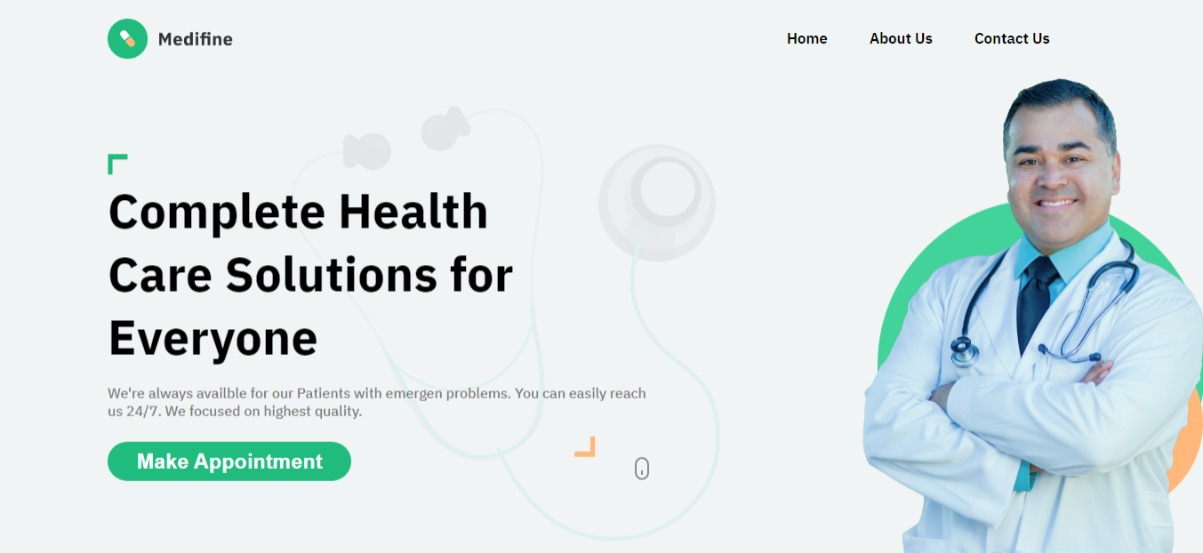 Medifine
Home About Us Contact Us
Complete Health
Care Solutions for
Everyone
We're always availble for our Patients with emergen problems. You can easily reach
us 24/7. We focused on highest quality.
Make Appointment